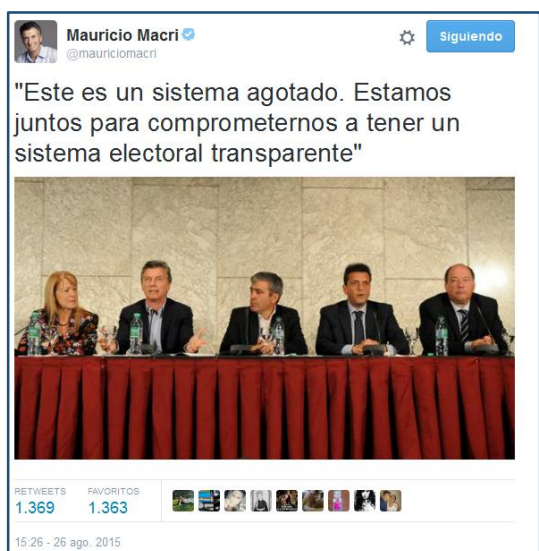 Mauricio Macri
@mauriciomacri
Siguiendo
"Este es un sistema agotado. Estamos
juntos para comprometernos a tener un
sistema electoral transparente"
RETWEETS FAVORITOS
1.369 1.363
15:26 - 26 ago. 2015